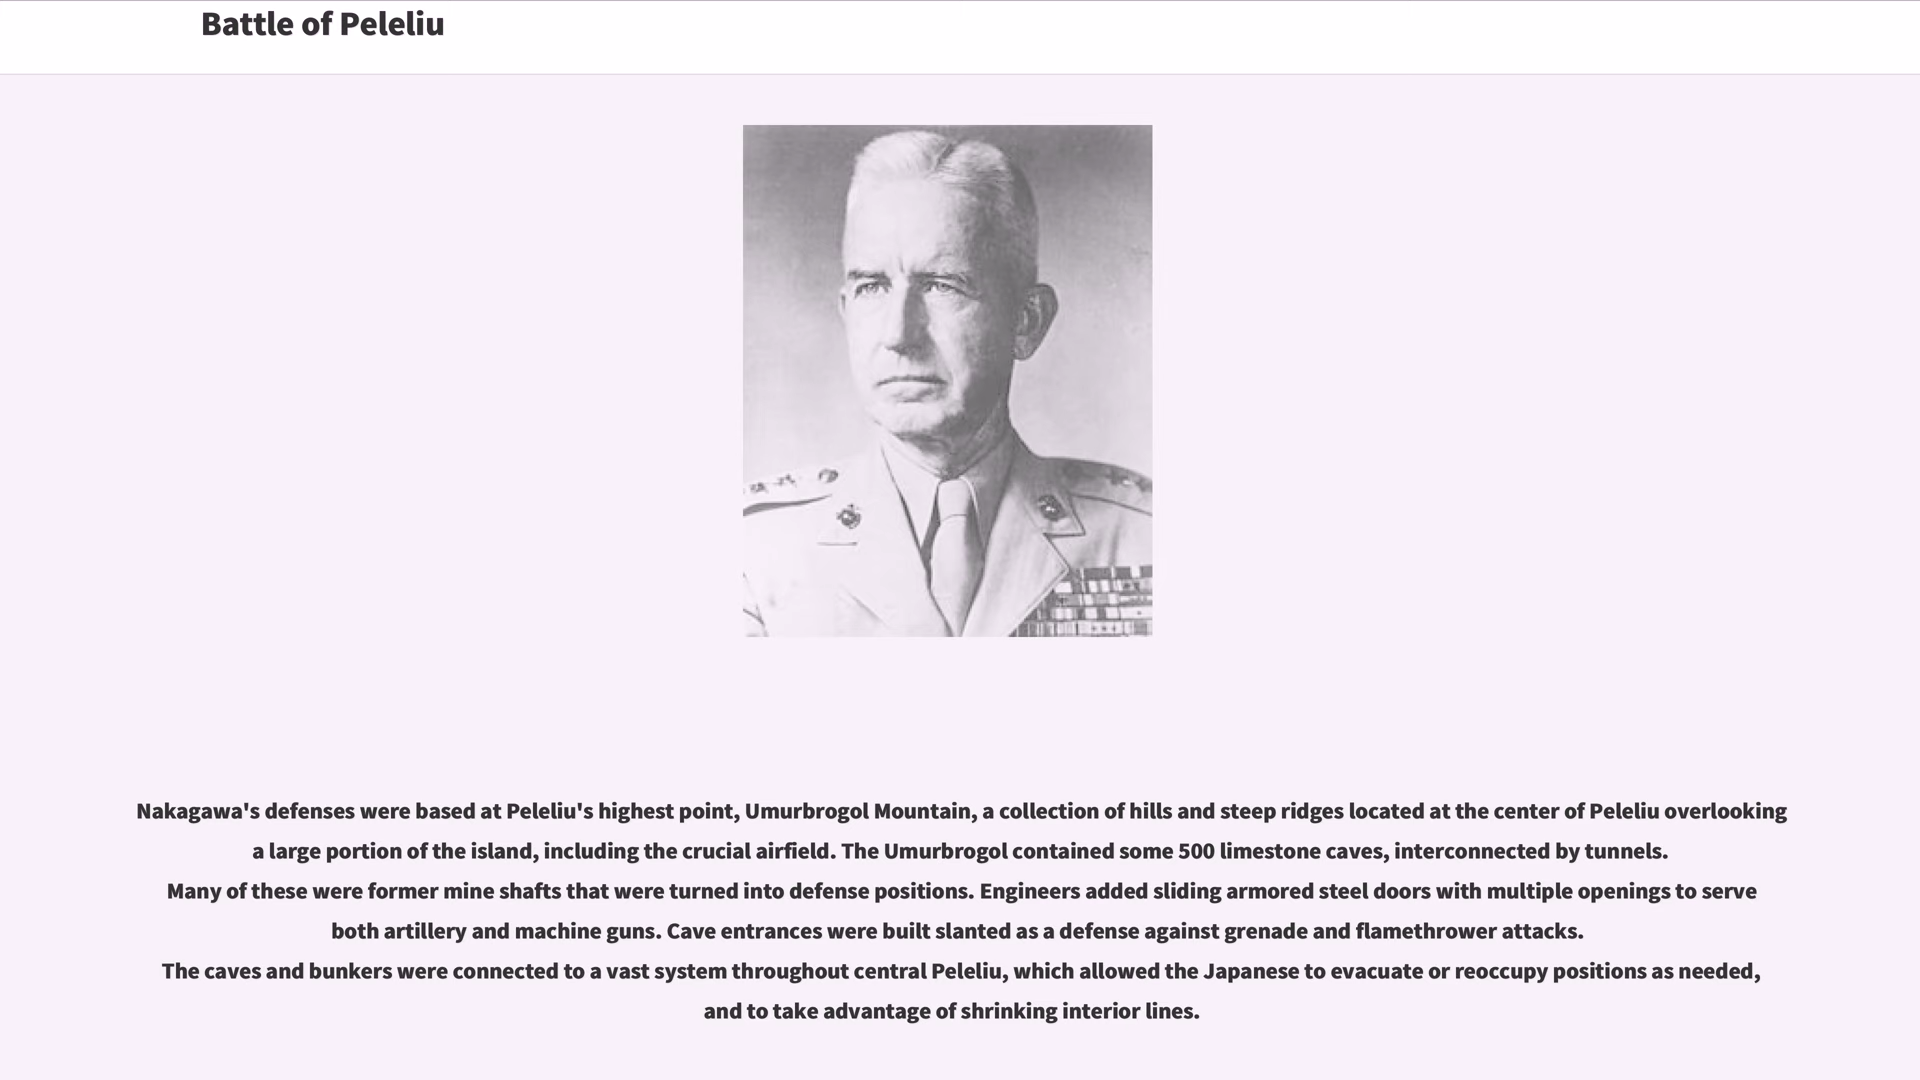 Battle of Peleliu
Nakagawa's defenses were based at Peleliu's highest point, Umurbrogol Mountain, a collection of hills and steep ridges located at the center of Peleliu overlooking
a large portion of the island, including the crucial airfield. The Umurbrogol contained some 500 limestone caves, interconnected by tunnels.
Many of these were former mine shafts that were turned into defense positions. Engineers added sliding armored steel doors with multiple openings to serve
both artillery and machine guns. Cave entrances were built slanted as a defense against grenade and flamethrower attacks.
The caves and bunkers were connected to a vast system throughout central Peleliu, which allowed the Japanese to evacuate or reoccupy positions as needed,
and to take advantage of shrinking interior lines.